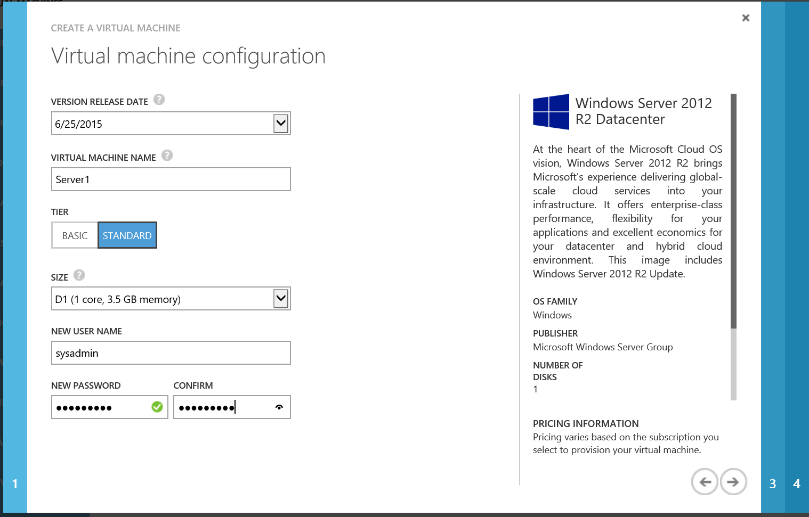 CREATE A VIRTUAL MACHINE
Virtual machine configuration
VERSION RELEASE DATE ?
6/25/2015
VIRTUAL MACHINE NAME ?
Server1
TIER
BASIC STANDARD
SIZE ?
D1 (1 core, 3.5 GB memory)
NEW USER NAME
sysadmin
NEW PASSWORD CONFIRM
●●●●●●●●● ●●●●●●●●●
Windows Server 2012
R2 Datacenter
At the heart of the Microsoft Cloud OS
vision, Windows Server 2012 R2 brings
Microsoft's experience delivering global-
scale cloud services into your
infrastructure. It offers enterprise-class
performance, flexibility for your
applications and excellent economics for
your datacenter and hybrid cloud
environment. This image includes
Windows Server 2012 R2 Update.
OS FAMILY
Windows
PUBLISHER
Microsoft Windows Server Group
NUMBER OF
DISKS
1
PRICING INFORMATION
Pricing varies based on the subscription you
select to provision your virtual machine.
1
3 4